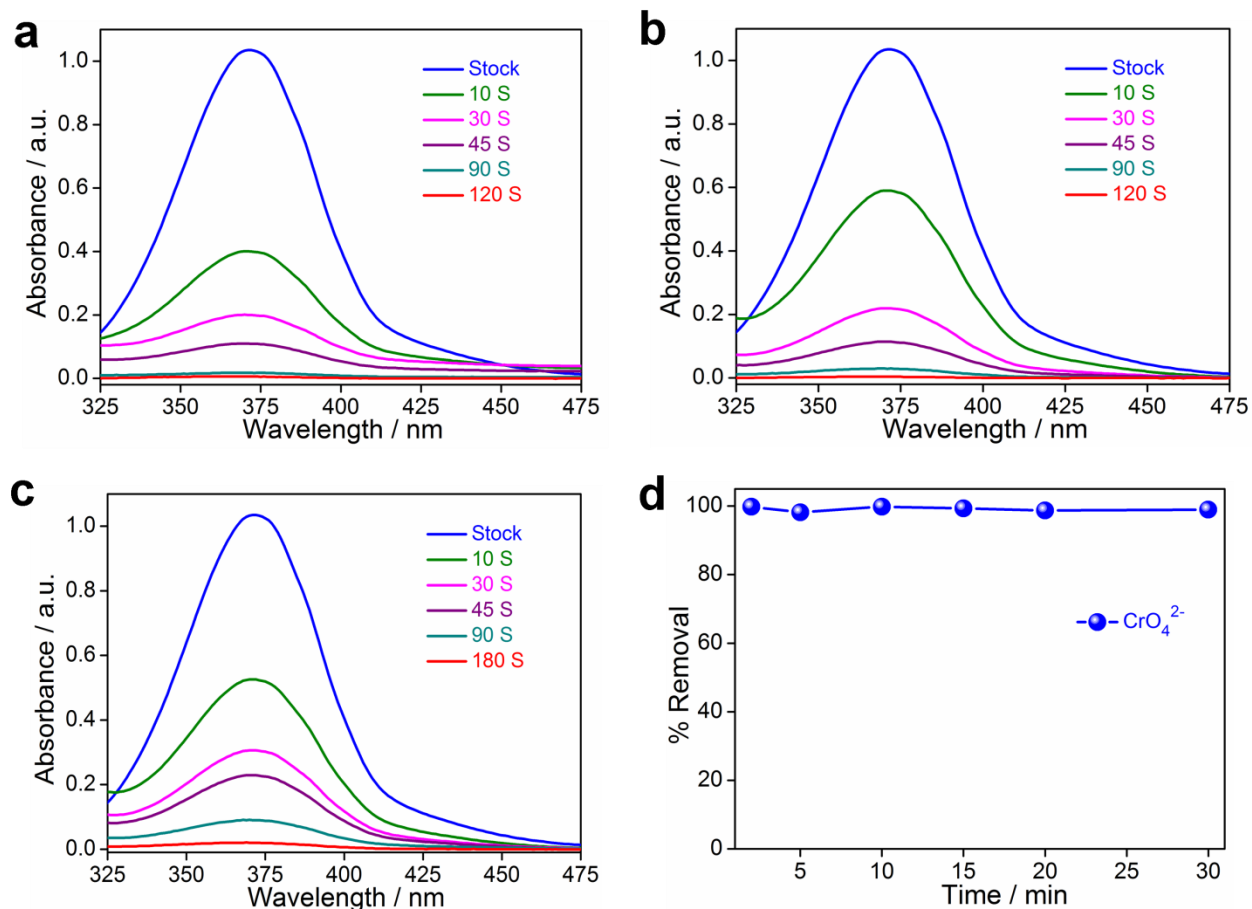 a
1.0
0.8
0.6
0.4
0.2
0.0
Absorbance / a.u.
Stock
10 S
30 S
45 S
90 S
120 S
325 350 375 400 425 450 475
Wavelength / nm
b
1.0
0.8
0.6
0.4
0.2
0.0
Absorbance / a.u.
Stock
10 S
30 S
45 S
90 S
120 S
325 350 375 400 425 450 475
Wavelength / nm
c
1.0
0.8
0.6
0.4
0.2
0.0
Absorbance / a.u.
Stock
10 S
30 S
45 S
90 S
180 S
325 350 375 400 425 450 475
Wavelength / nm
d
100
80
60
40
20
0
% Removal
CrO₄²⁻
5 10 15 20 25 30
Time / min